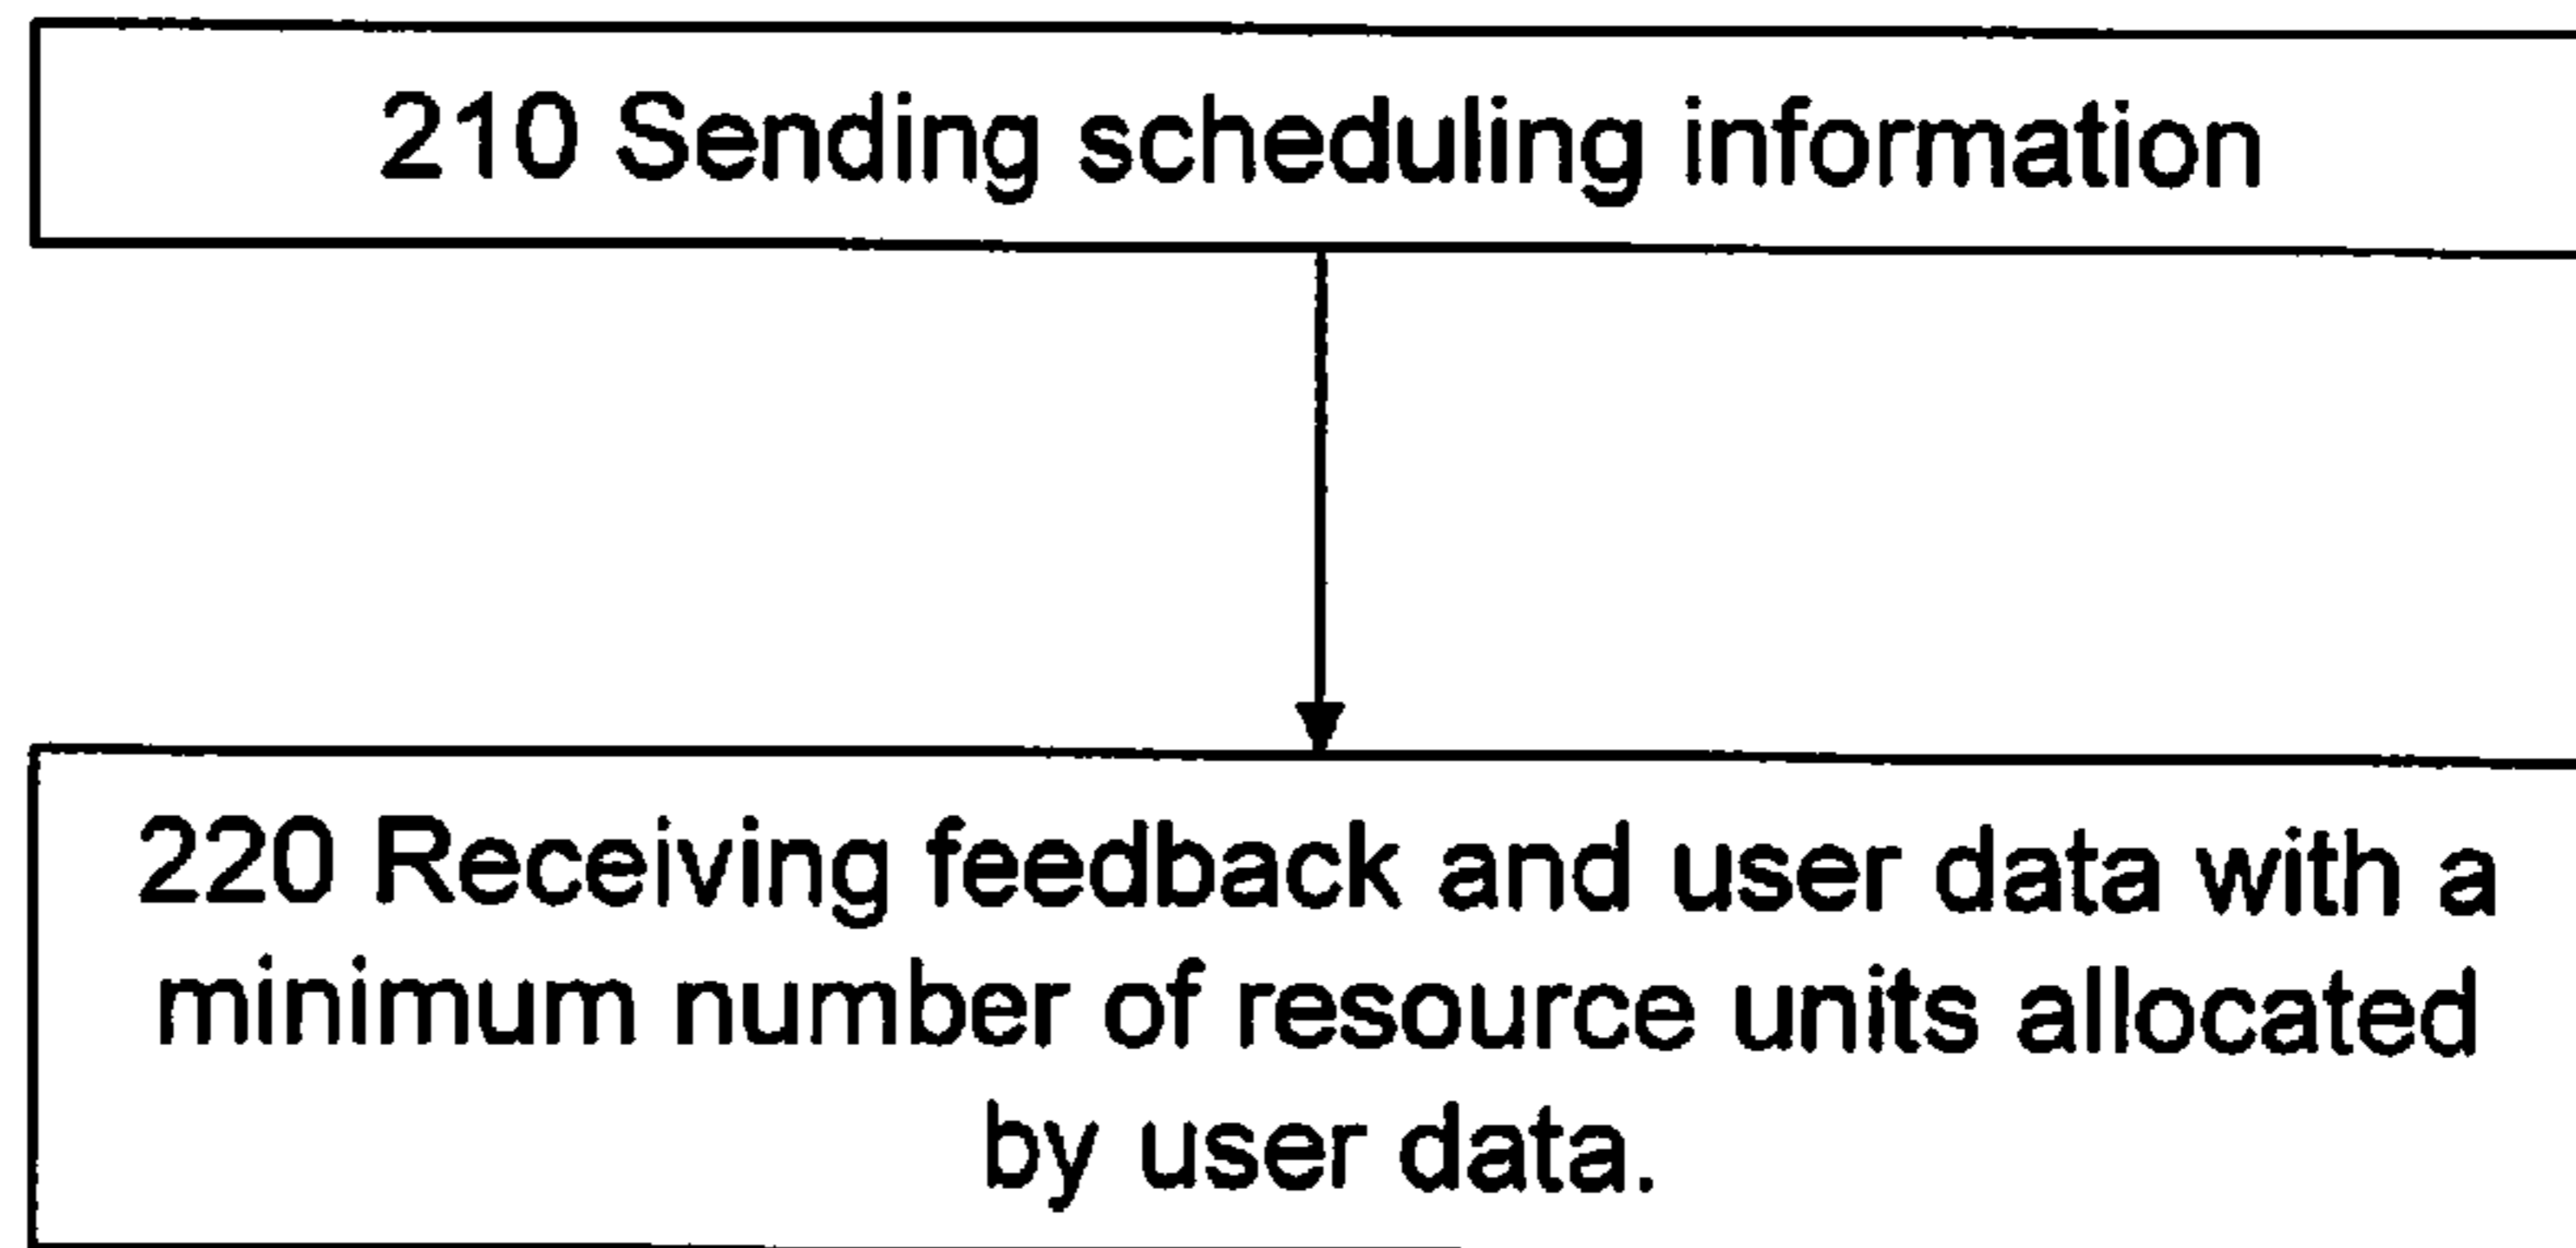 210 Sending scheduling information
220 Receiving feedback and user data with a
minimum number of resource units allocated
by user data.